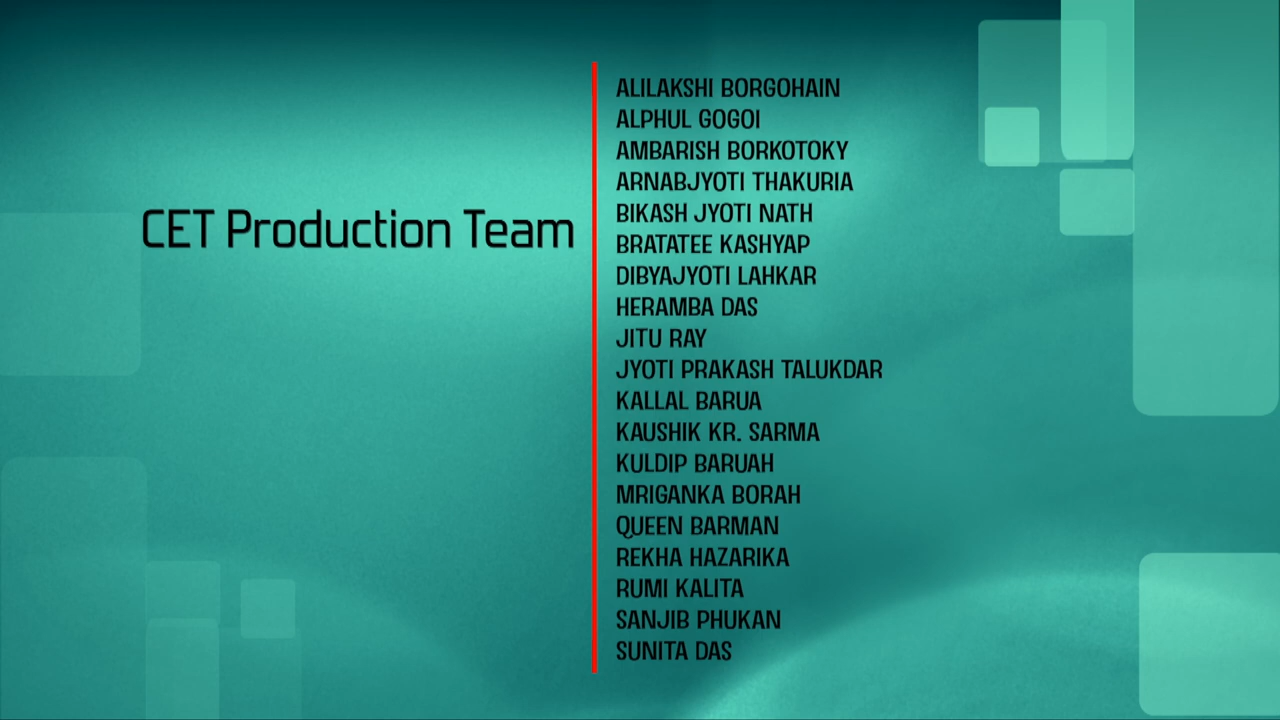 CET Production Team
ALILAKSHI BORGOHAIN
ALPHUL GOGOI
AMBARISH BORKOTOKY
ARNABJYOTI THAKURIA
BIKASH JYOTI NATH
BRATATEE KASHYAP
DIBYAJYOTI LAHKAR
HERAMBA DAS
JITU RAY
JYOTI PRAKASH TALUKDAR
KALLAL BARUA
KAUSHIK KR. SARMA
KULDIP BARUAH
MRIGANKA BORAH
QUEEN BARMAN
REKHA HAZARIKA
RUMI KALITA
SANJIB PHUKAN
SUNITA DAS